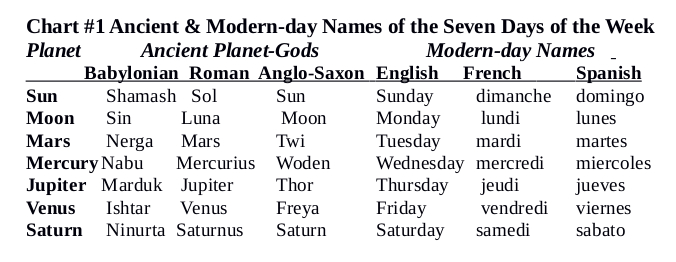 Chart #1 Ancient & Modern-day Names of the Seven Days of the Week
Planet Ancient Planet-Gods Modern-day Names
Babylonian Roman Anglo-Saxon English French Spanish
Sun Shamash Sol Sun Sunday dimanche domingo
Moon Sin Luna Moon Monday lundi lunes
Mars Nerga Mars Twi Tuesday mardi martes
Mercury Nabu Mercurius Woden Wednesday mercredi miercoles
Jupiter Marduk Jupiter Thor Thursday jeudi jueves
Venus Ishtar Venus Freya Friday vendredi viernes
Saturn Ninurta Saturnus Saturn Saturday samedi sabato